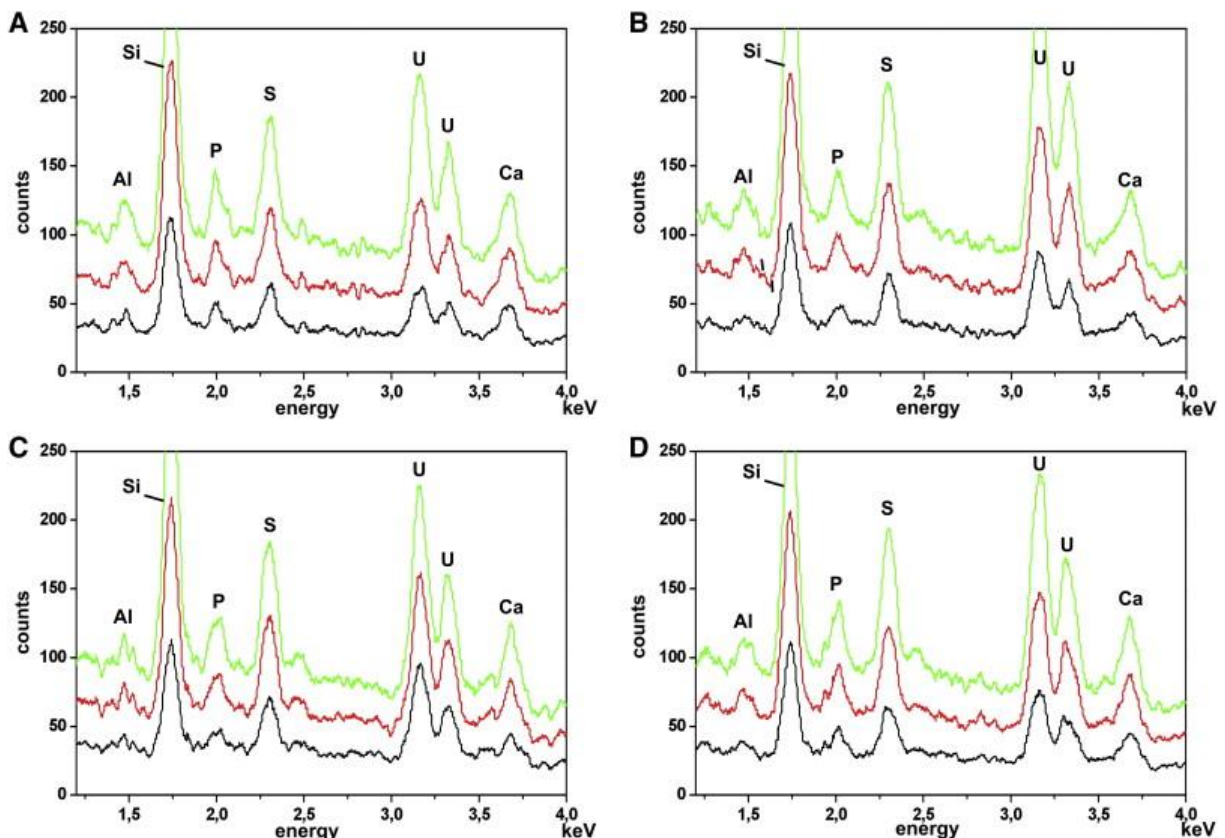 A
250
200
150
100
50
0
counts
Al
Si
P
S
U
U
Ca
1,5
2,0
2,5
3,0
3,5
4,0
energy
keV
B
250
200
150
100
50
0
counts
Al
Si
P
S
U
U
Ca
1,5
2,0
2,5
3,0
3,5
4,0
energy
keV
C
250
200
150
100
50
0
counts
Al
Si
P
S
U
U
Ca
1,5
2,0
2,5
3,0
3,5
4,0
energy
keV
D
250
200
150
100
50
0
counts
Al
Si
P
S
U
U
Ca
1,5
2,0
2,5
3,0
3,5
4,0
energy
keV